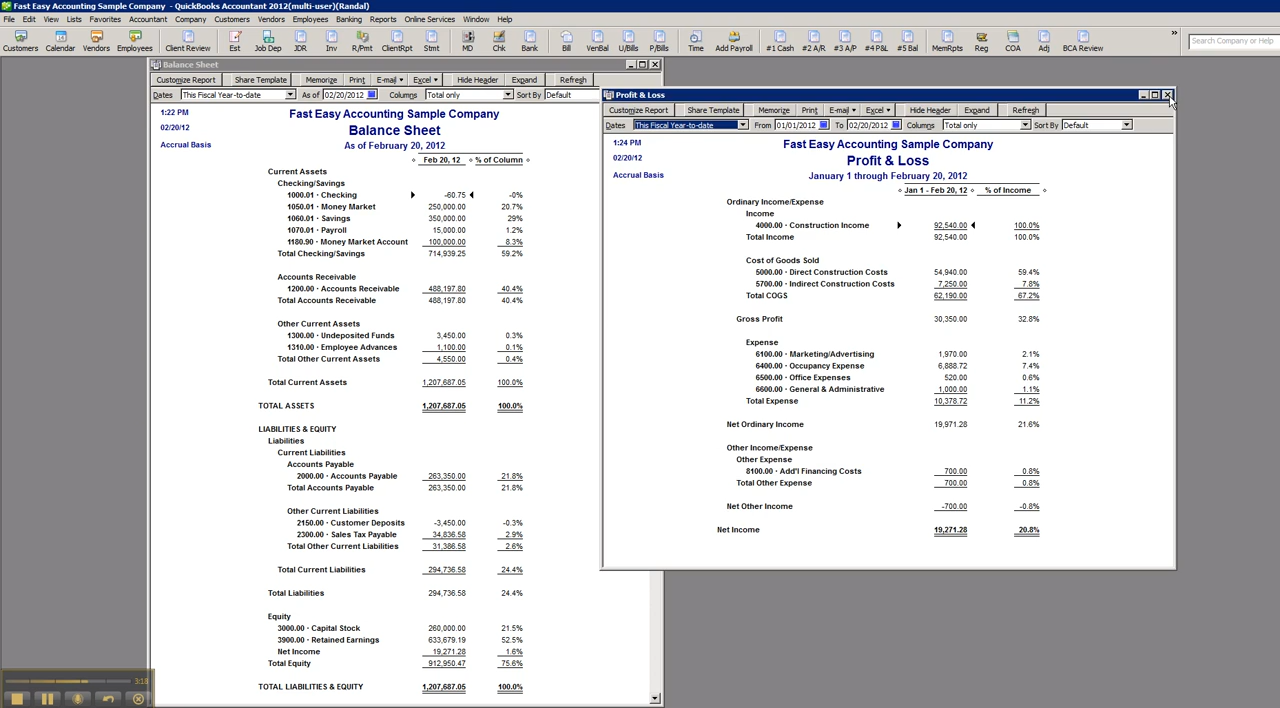 Fast Easy Accounting Sample Company - QuickBooks Accountant 2012(multi-user)(Randal)
File Edit View Lists Favorites Accountant Company Customers Vendors Employees Banking Reports Online Services Window Help
Customers Calendar Vendors Employees Client Review Est Job Dep JDR Inv R/Pmt ClientRpt Stmt MD Chk Bank Bill VenBal U/Bills P/Bills Time Add Payroll #1 Cash #2 A/R #3 A/P #4 P&L #5 Bal MemRpts Reg COA Adj BCA Review » Search Company or Help
Balance Sheet
Customize Report Share Template Memorize Print E-mail Excel Hide Header Expand Refresh
Dates This Fiscal Year-to-date As of 02/20/2012 Columns Total only Sort By Default
1:22 PM
02/20/12
Accrual Basis
Fast Easy Accounting Sample Company
Balance Sheet
As of February 20, 2012
Feb 20, 12 % of Column
Current Assets
Checking/Savings
1000.01 · Checking -60.75 -0%
1050.01 · Money Market 250,000.00 20.7%
1060.01 · Savings 350,000.00 29%
1070.01 · Payroll 15,000.00 1.2%
1180.90 · Money Market Account 100,000.00 8.3%
Total Checking/Savings 714,939.25 59.2%
Accounts Receivable
1200.00 · Accounts Receivable 488,197.80 40.4%
Total Accounts Receivable 488,197.80 40.4%
Other Current Assets
1300.00 · Undeposited Funds 3,450.00 0.3%
1310.00 · Employee Advances 1,100.00 0.1%
Total Other Current Assets 4,550.00 0.4%
Total Current Assets 1,207,687.05 100.0%
TOTAL ASSETS 1,207,687.05 100.0%
LIABILITIES & EQUITY
Liabilities
Current Liabilities
Accounts Payable
2000.00 · Accounts Payable 263,350.00 21.8%
Total Accounts Payable 263,350.00 21.8%
Other Current Liabilities
2150.00 · Customer Deposits -3,450.00 -0.3%
2300.00 · Sales Tax Payable 34,836.58 2.9%
Total Other Current Liabilities 31,386.58 2.6%
Total Current Liabilities 294,736.58 24.4%
Total Liabilities 294,736.58 24.4%
Equity
3000.00 · Capital Stock 260,000.00 21.5%
3900.00 · Retained Earnings 633,679.19 52.5%
Net Income 19,271.28 1.6%
Total Equity 912,950.47 75.6%
TOTAL LIABILITIES & EQUITY 1,207,687.05 100.0%
Profit & Loss
Customize Report Share Template Memorize Print E-mail Excel Hide Header Expand Refresh
Dates This Fiscal Year-to-date From 01/01/2012 To 02/20/2012 Columns Total only Sort By Default
1:24 PM
02/20/12
Accrual Basis
Fast Easy Accounting Sample Company
Profit & Loss
January 1 through February 20, 2012
Jan 1 - Feb 20, 12 % of Income
Ordinary Income/Expense
Income
4000.00 · Construction Income 92,540.00 100.0%
Total Income 92,540.00 100.0%
Cost of Goods Sold
5000.00 · Direct Construction Costs 54,940.00 59.4%
5700.00 · Indirect Construction Costs 7,250.00 7.8%
Total COGS 62,190.00 67.2%
Gross Profit 30,350.00 32.8%
Expense
6100.00 · Marketing/Advertising 1,970.00 2.1%
6400.00 · Occupancy Expense 6,888.72 7.4%
6500.00 · Office Expenses 520.00 0.6%
6600.00 · General & Administrative 1,000.00 1.1%
Total Expense 10,378.72 11.2%
Net Ordinary Income 19,971.28 21.6%
Other Income/Expense
Other Expense
8100.00 · Add'l Financing Costs 700.00 0.8%
Total Other Expense 700.00 0.8%
Net Other Income -700.00 -0.8%
Net Income 19,271.28 20.8%
3:18